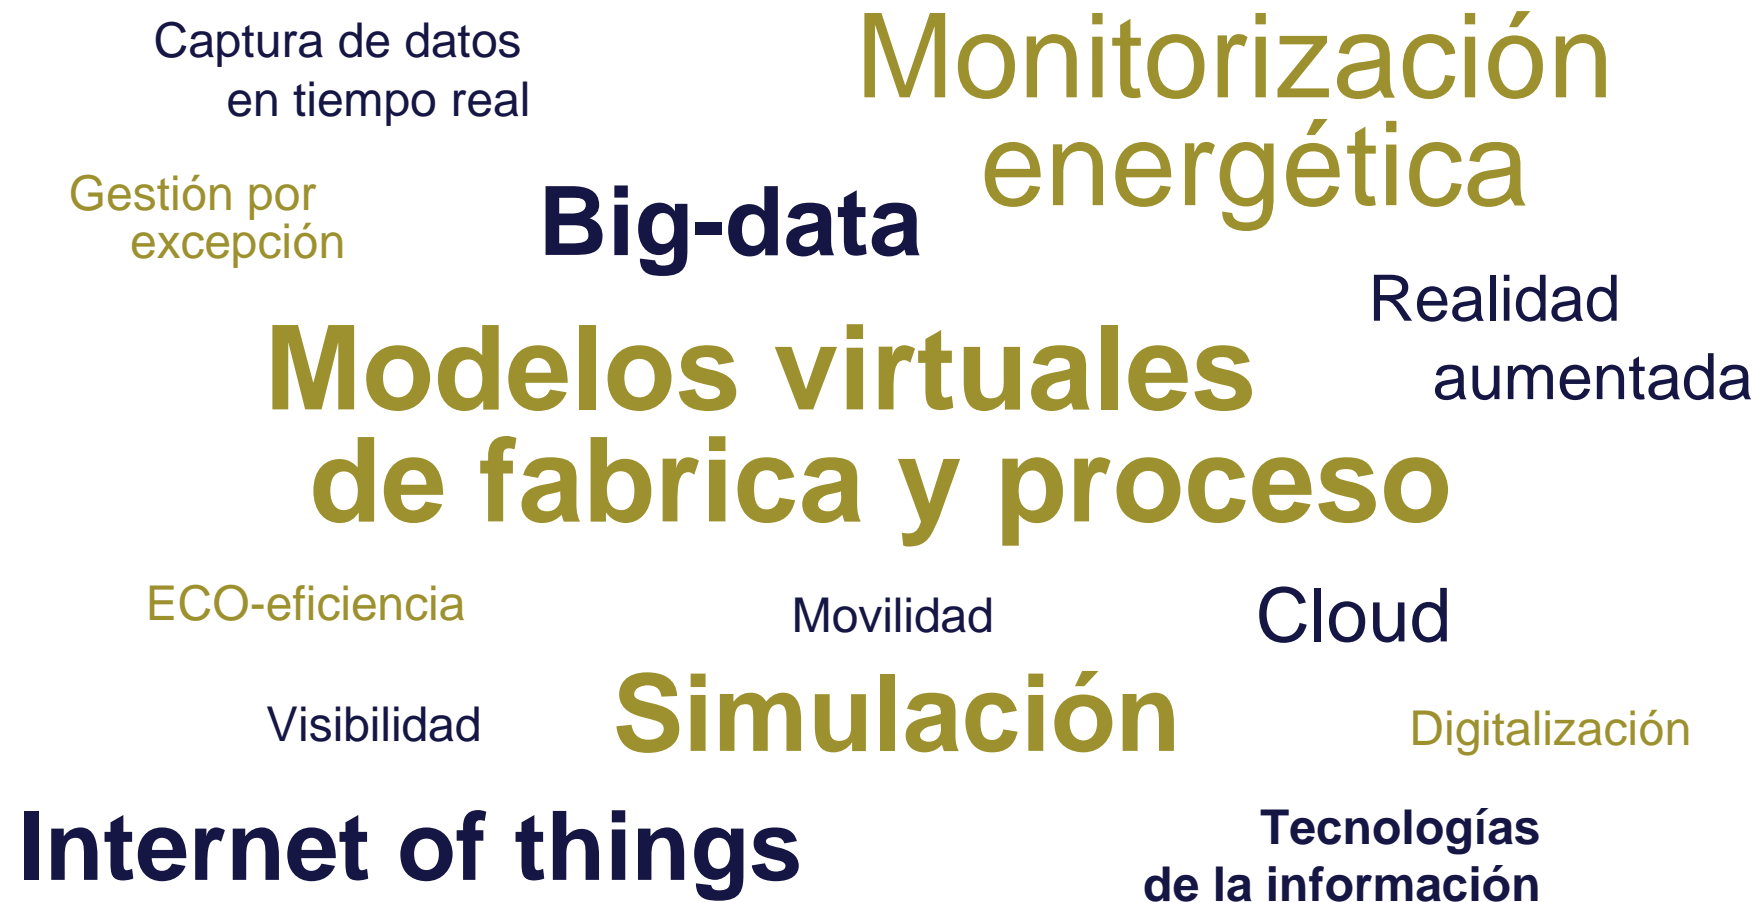 Captura de datos
en tiempo real
Monitorización
energética
Gestión por
excepción
Big-data
Realidad
aumentada
Modelos virtuales
de fabrica y proceso
ECO-eficiencia
Movilidad
Cloud
Visibilidad
Simulación
Digitalización
Internet of things
Tecnologías
de la información